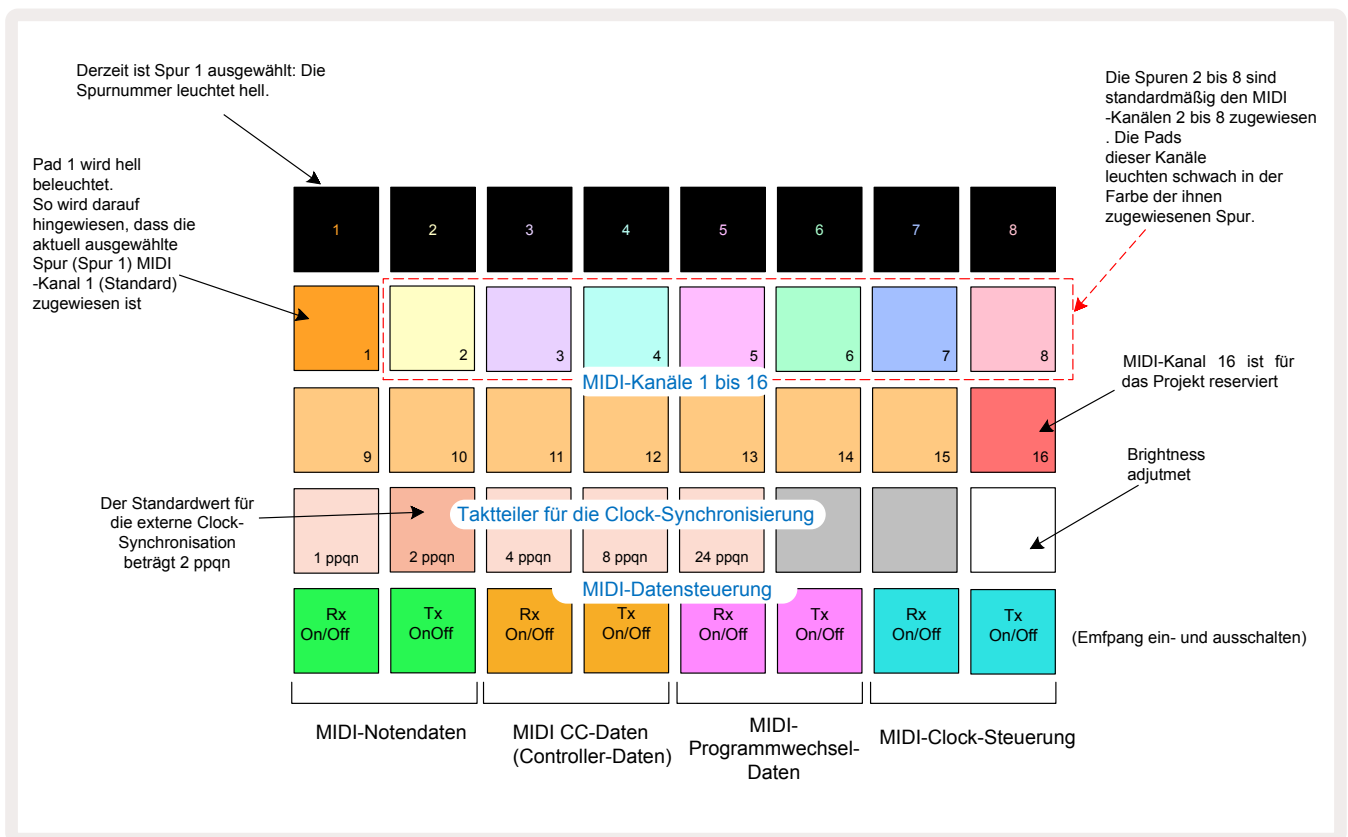 Derzeit ist Spur 1 ausgewählt: Die
Spurnummer leuchtet hell.
Die Spuren 2 bis 8 sind
standardmäßig den MIDI
-Kanälen 2 bis 8 zugewiesen
. Die Pads
dieser Kanäle
leuchten schwach in der
Farbe der ihnen
zugewiesenen Spur.
Pad 1 wird hell
beleuchtet.
So wird darauf
hingewiesen, dass die
aktuell ausgewählte
Spur (Spur 1) MIDI
-Kanal 1 (Standard)
zugewiesen ist
1 2 3 4 5 6 7 8
1 2 3 4 5 6 7 8
MIDI-Kanäle 1 bis 16
MIDI-Kanal 16 ist für
das Projekt reserviert
9 10 11 12 13 14 15 16
Brightness
adjutmet
Der Standardwert für
die externe Clock-
Synchronisation
beträgt 2 ppqn
Taktteiler für die Clock-Synchronisierung
1 ppqn 2 ppqn 4 ppqn 8 ppqn 24 ppqn
MIDI-Datensteuerung
Rx Tx Rx Tx Rx Tx Rx Tx
On/Off OnOff On/Off On/Off On/Off On/Off On/Off On/Off
(Emfpang ein- und ausschalten)
MIDI-Notendaten
MIDI CC-Daten
(Controller-Daten)
MIDI-
Programmwechsel-
Daten
MIDI-Clock-Steuerung